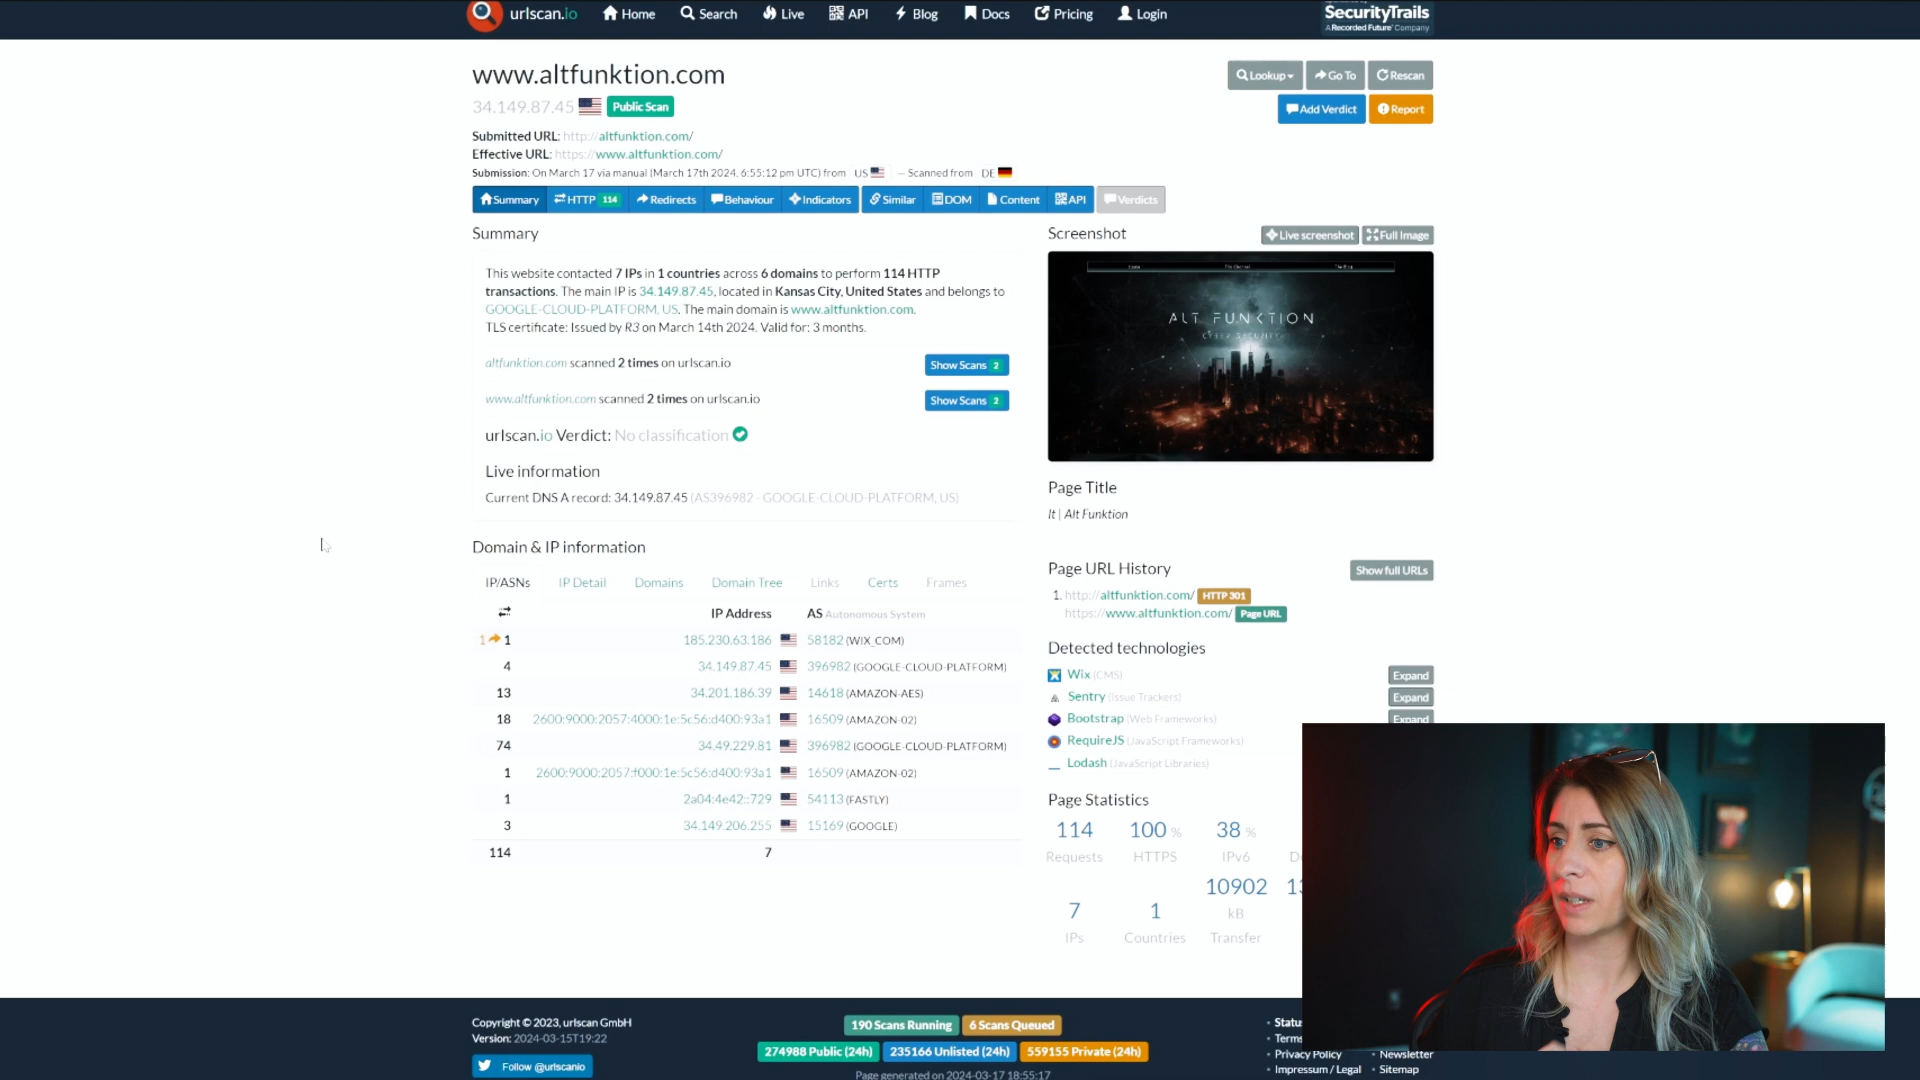 urlscan.io Home Search Live API Blog Docs Pricing Login
SecurityTrails
A Recorded Future Company
www.altfunktion.com
Lookup Go To Rescan
34.149.87.45 Public Scan
Add Verdict Report
Submitted URL: http://altfunktion.com/
Effective URL: https://www.altfunktion.com/
Submission: On March 17 via manual (March 17th 2024, 6:55:12 pm UTC) from US — Scanned from DE
Summary HTTP 114 Redirects Behaviour Indicators Similar DOM Content API Verdicts
Summary
This website contacted 7 IPs in 1 countries across 6 domains to perform 114 HTTP
transactions. The main IP is 34.149.87.45, located in Kansas City, United States and belongs to
GOOGLE-CLOUD-PLATFORM, US. The main domain is www.altfunktion.com.
TLS certificate: Issued by R3 on March 14th 2024. Valid for: 3 months.
altfunktion.com scanned 2 times on urlscan.io Show Scans 2
www.altfunktion.com scanned 2 times on urlscan.io Show Scans 2
urlscan.io Verdict: No classification
Live information
Current DNS A record: 34.149.87.45 (AS396982 - GOOGLE-CLOUD-PLATFORM, US)
Domain & IP information
IP/ASNs IP Detail Domains Domain Tree Links Certs Frames
IP Address AS Autonomous System
1 1 185.230.63.186 58182 (WIX_COM)
4 34.149.87.45 396982 (GOOGLE-CLOUD-PLATFORM)
13 34.201.186.39 14618 (AMAZON-AES)
18 2600:9000:2057:4000:1e:5c56:d400:93a1 16509 (AMAZON-02)
74 34.49.229.81 396982 (GOOGLE-CLOUD-PLATFORM)
1 2600:9000:2057:f000:1e:5c56:d400:93a1 16509 (AMAZON-02)
1 2a04:4e42::729 54113 (FASTLY)
3 34.149.206.255 15169 (GOOGLE)
114 7
Screenshot Live screenshot Full Image
Home The Channel The Blog
ALT FUNKTION
CYBER SECURITY
Page Title
It | Alt Funktion
Page URL History Show full URLs
1. http://altfunktion.com/ HTTP 301
https://www.altfunktion.com/ Page URL
Detected technologies
Wix (CMS) Expand
Sentry (Issue Trackers) Expand
Bootstrap (Web Frameworks) Expand
RequireJS (JavaScript Frameworks)
Lodash (JavaScript Libraries)
Page Statistics
114 100 % 38 %
Requests HTTPS IPv6
7 1 10902 kB
IPs Countries Transfer
Copyright © 2023, urlscan GmbH
Version: 2024-03-15T19:22
Follow @urlscanio
190 Scans Running 6 Scans Queued
274988 Public (24h) 235166 Unlisted (24h) 559155 Private (24h)
Page generated on 2024-03-17 18:55:17
Terms
Privacy Policy Newsletter
Impressum / Legal Sitemap